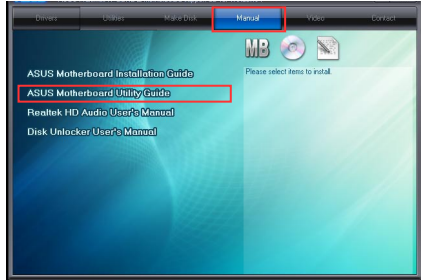 Drivers Utilities Make Disk Manual Video Contact
MB
Please select items to install.
ASUS Motherboard Installation Guide
ASUS Motherboard Utility Guide
Realtek HD Audio User's Manual
Disk Unlocker User's Manual